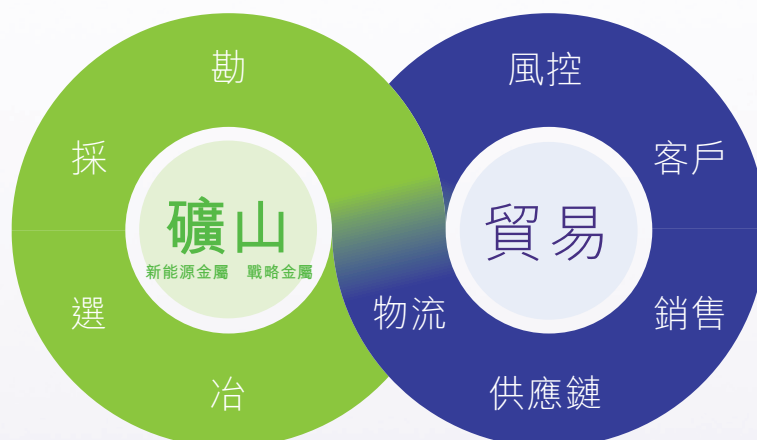 勘
採
礦山
新能源金屬 戰略金屬
選
冶
風控
客戶
貿易
物流
銷售
供應鏈